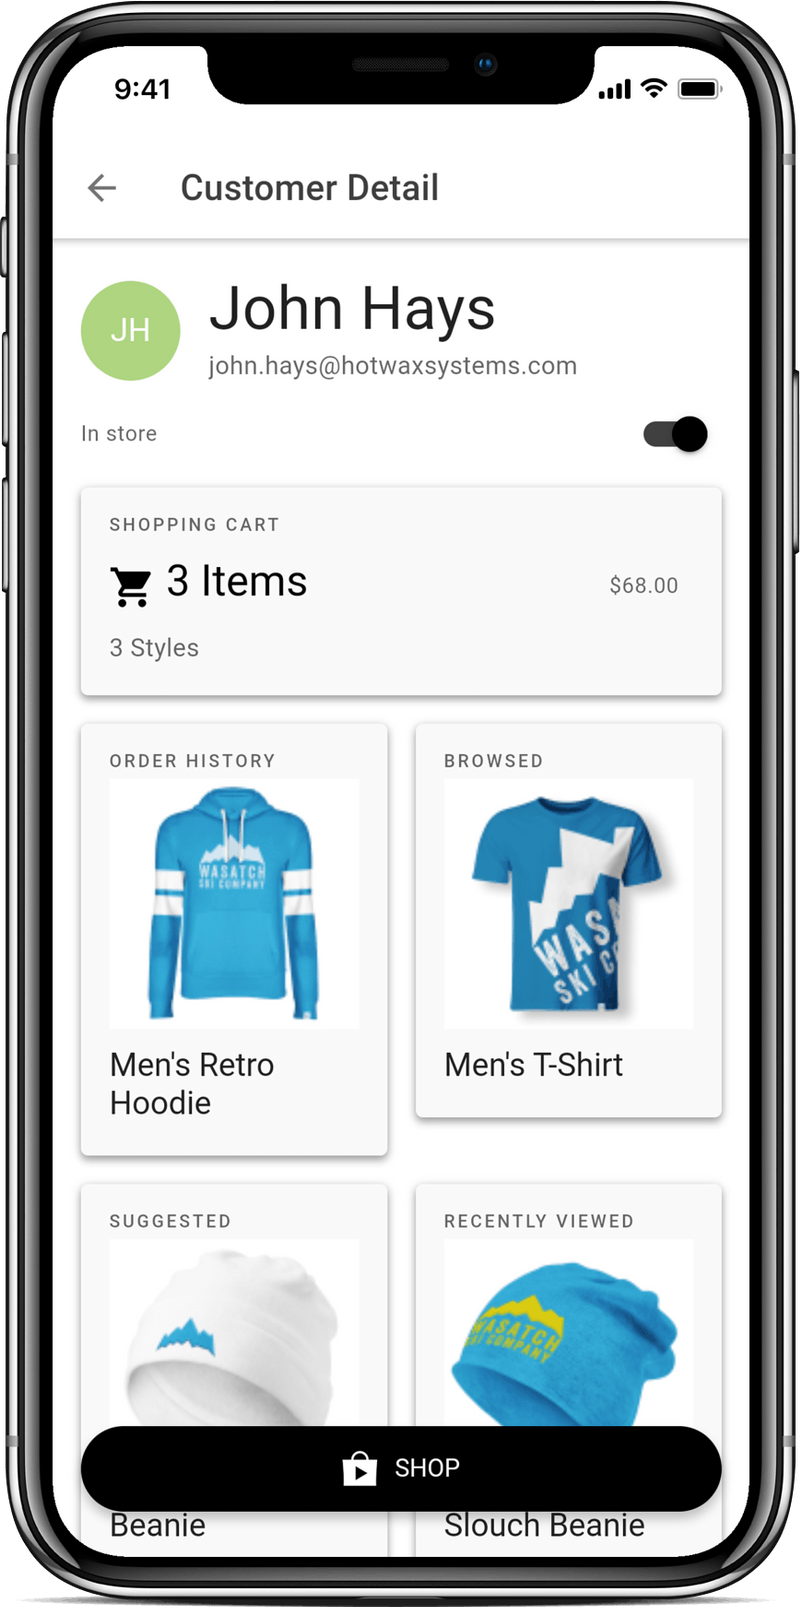 9:41
Customer Detail
JH
John Hays
john.hays@hotwaxsystems.com
In store
SHOPPING CART
3 Items
$68.00
3 Styles
ORDER HISTORY
WASATCH
SKI COMPANY
Men's Retro
Hoodie
BROWSED
WASA
SKI CO
Men's T-Shirt
SUGGESTED
Beanie
RECENTLY VIEWED
WASATCH
SKI COMPANY
Slouch Beanie
SHOP